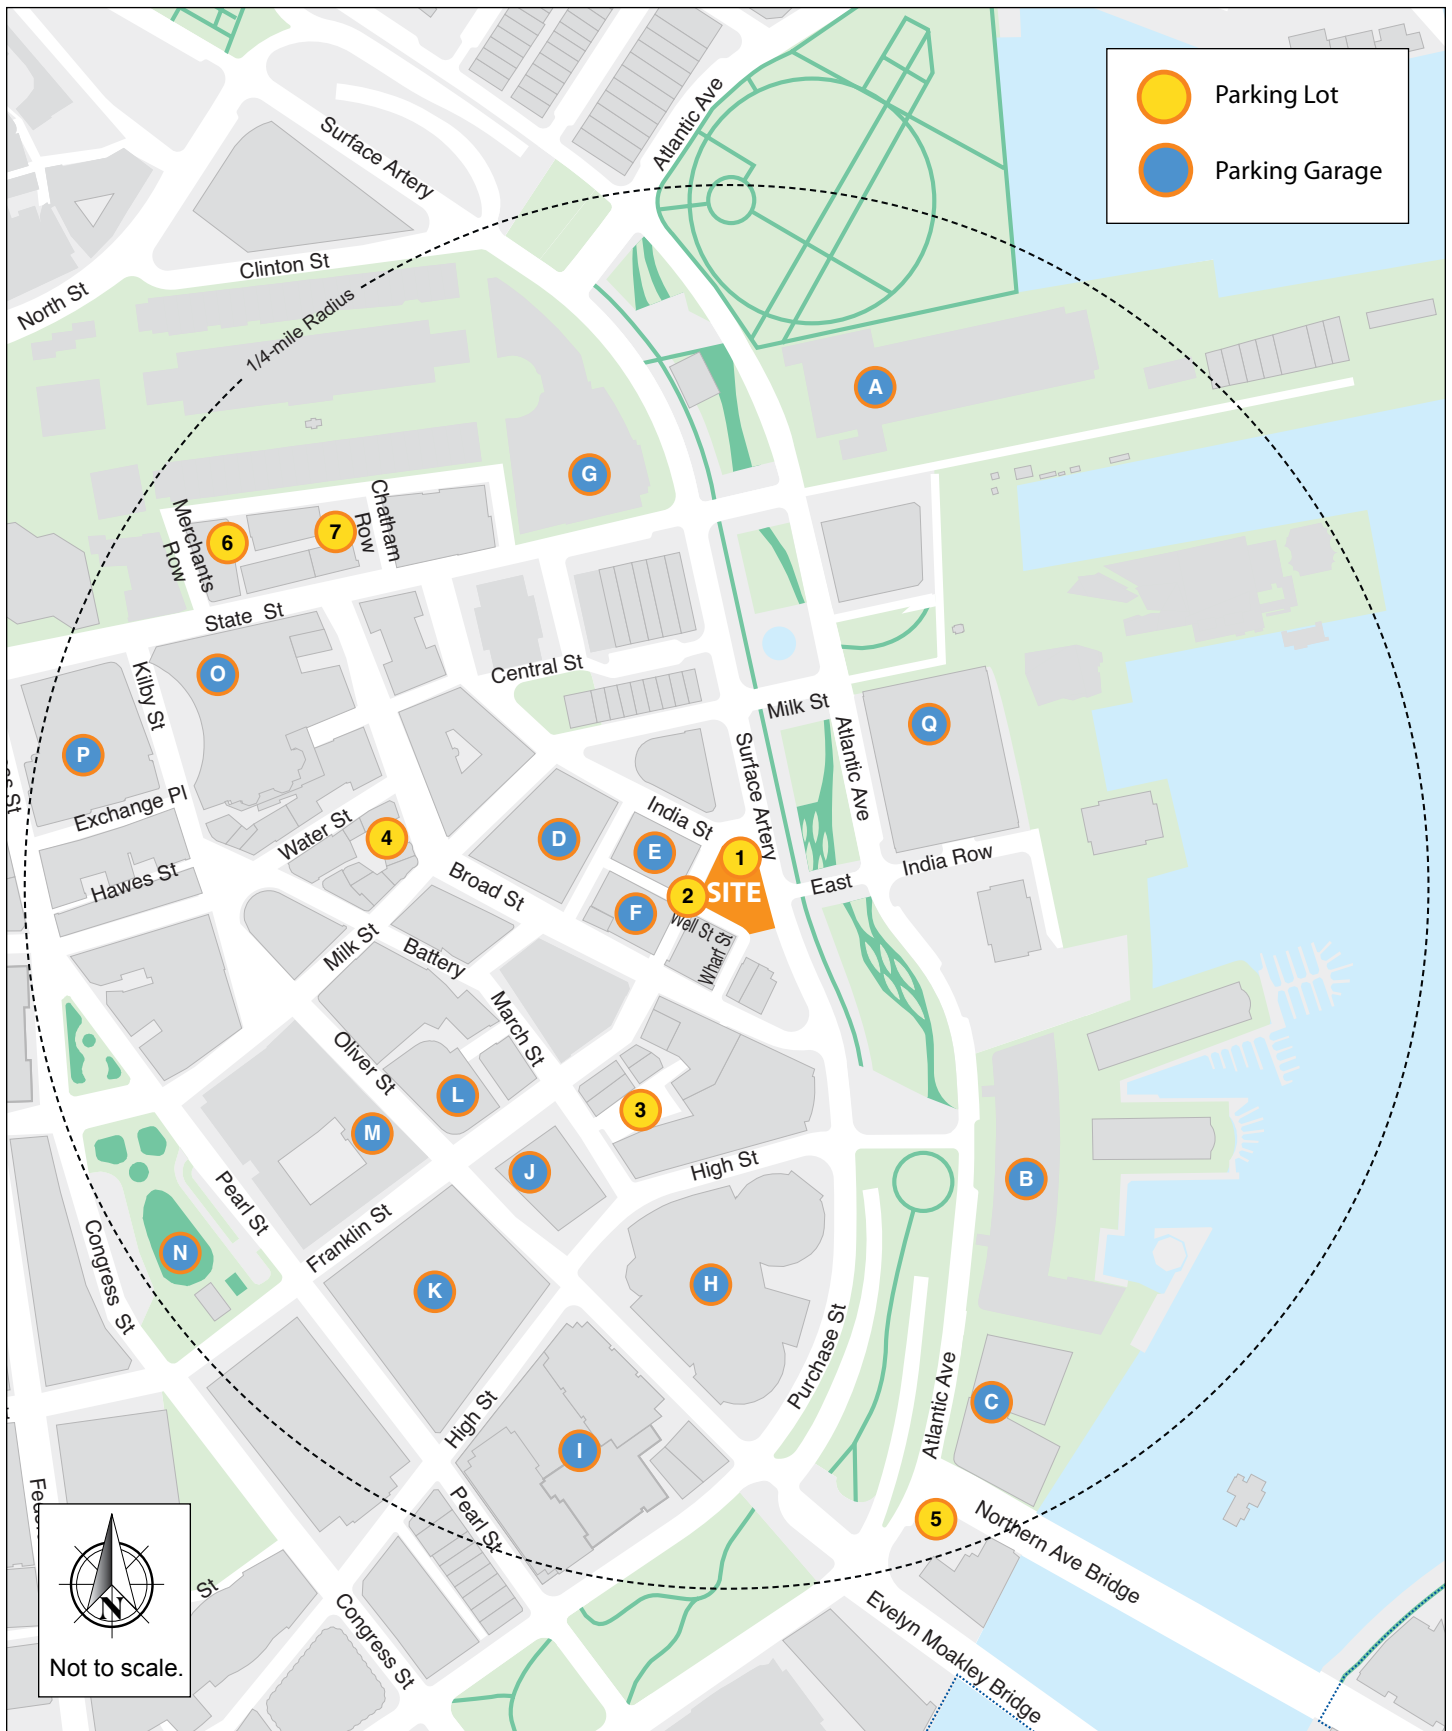 Parking Lot
Parking Garage
Atlantic Ave
Surface Artery
Clinton St
North St
1/4-mile Radius
A
G
Chatham
Row
7
Merchants
Row
6
State St
O
Central St
Kilby St
Milk St
Q
Atlantic Ave
Surface Artery
P
Exchange Pl
Water St
4
D
India St
E
1
India Row
East
SITE
2
Hawes St
Broad St
F
Well St
Wharf St
Milk St
Battery
March St
Oliver St
L
3
M
J
High St
B
Pearl St
Franklin St
N
Congress St
K
H
Purchase St
Atlantic Ave
C
High St
I
5
Northern Ave Bridge
Pearl St
St
N
Not to scale.
Congress St
Evelyn Moakley Bridge